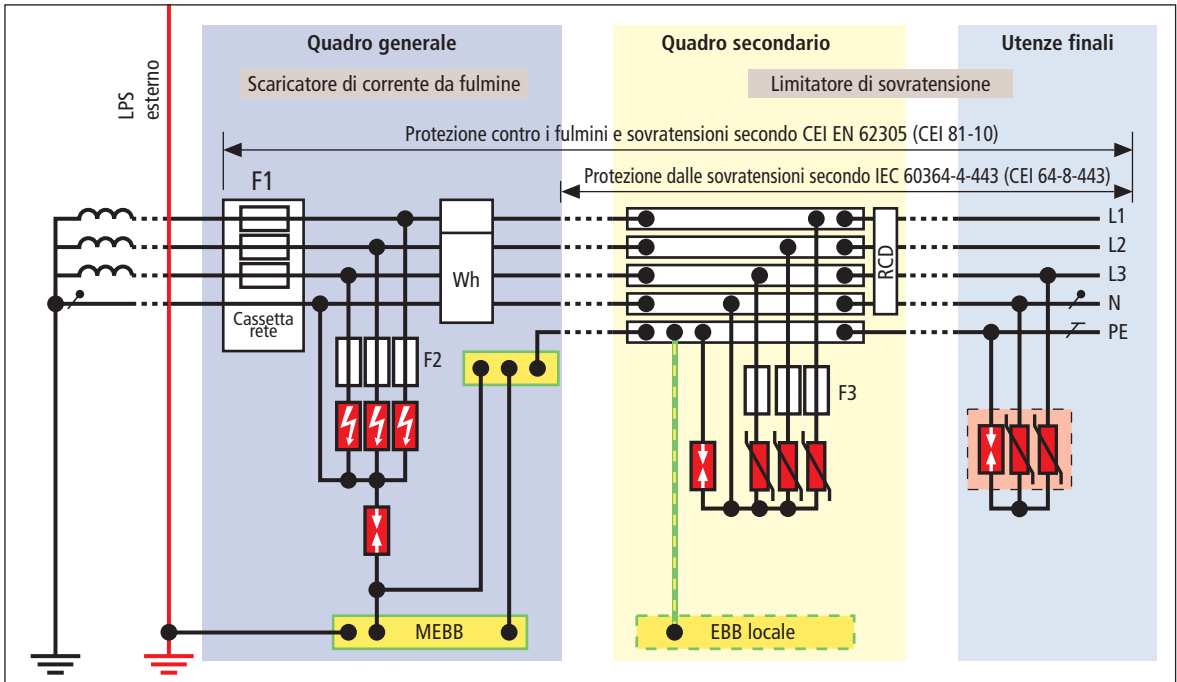 Quadro generale
Quadro secondario
Utenze finali
Scaricatore di corrente da fulmine
Limitatore di sovratensione
LPS
esterno
Protezione contro i fulmini e sovratensioni secondo CEI EN 62305 (CEI 81-10)
F1
Protezione dalle sovratensioni secondo IEC 60364-4-443 (CEI 64-8-443)
L1
L2
L3
N
PE
Wh
RCD
Cassetta
rete
F2
F3
MEBB
EBB locale